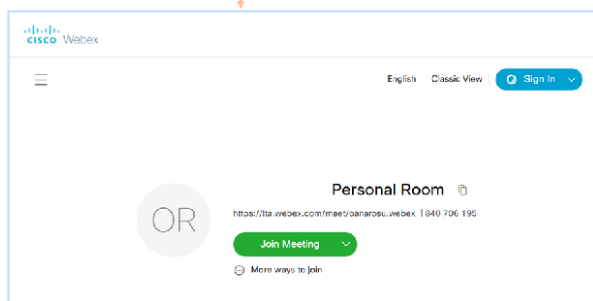 CISCO Webex
English Classic View Sign In
Personal Room
OR
https://lta.webex.com/meet/oanarosu.webex | 840 706 195
Join Meeting
More ways to join